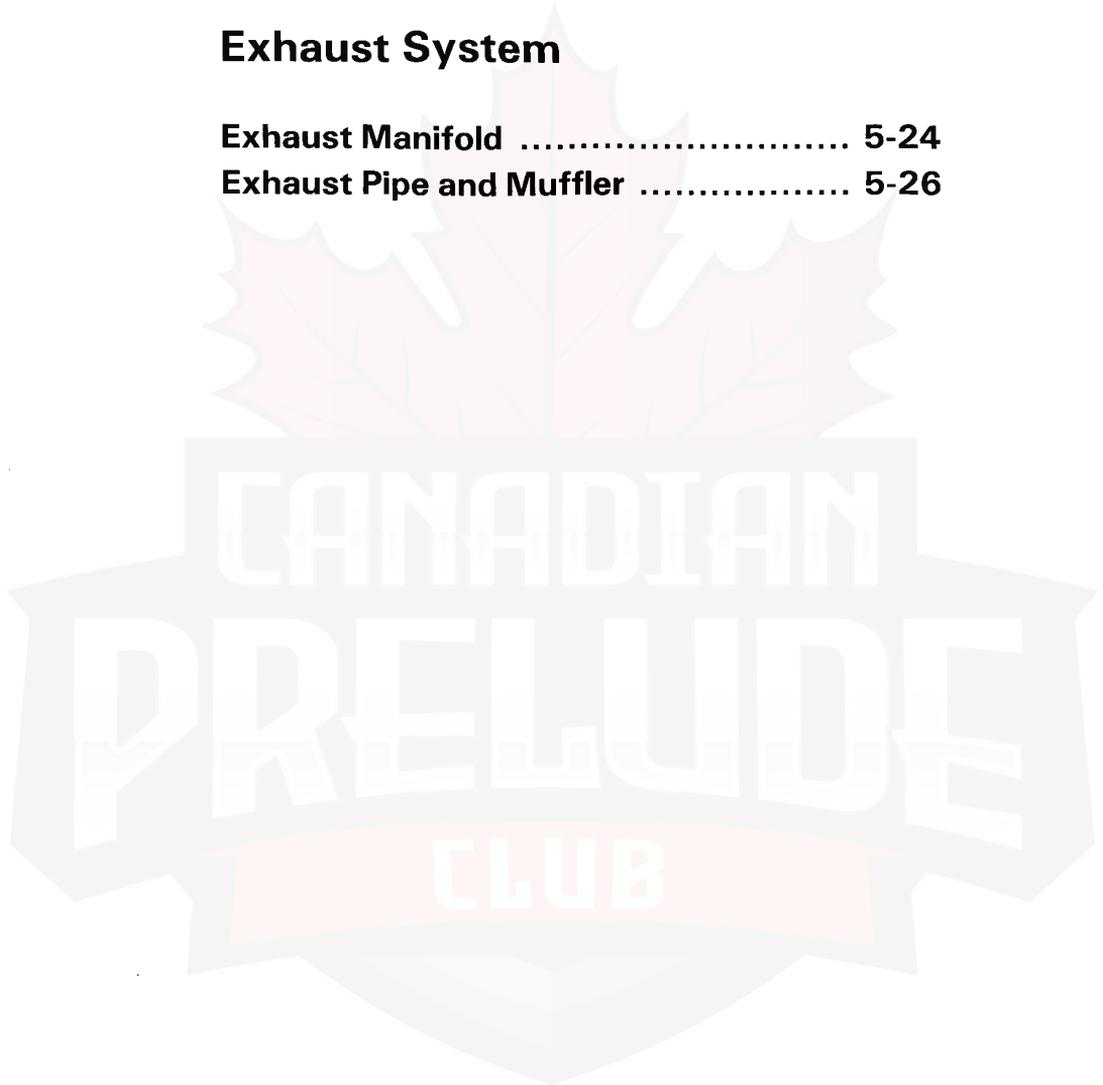 Exhaust System
Exhaust Manifold ............................ 5-24
Exhaust Pipe and Muffler .................. 5-26
CANADIAN
PRELUDE
CLUB